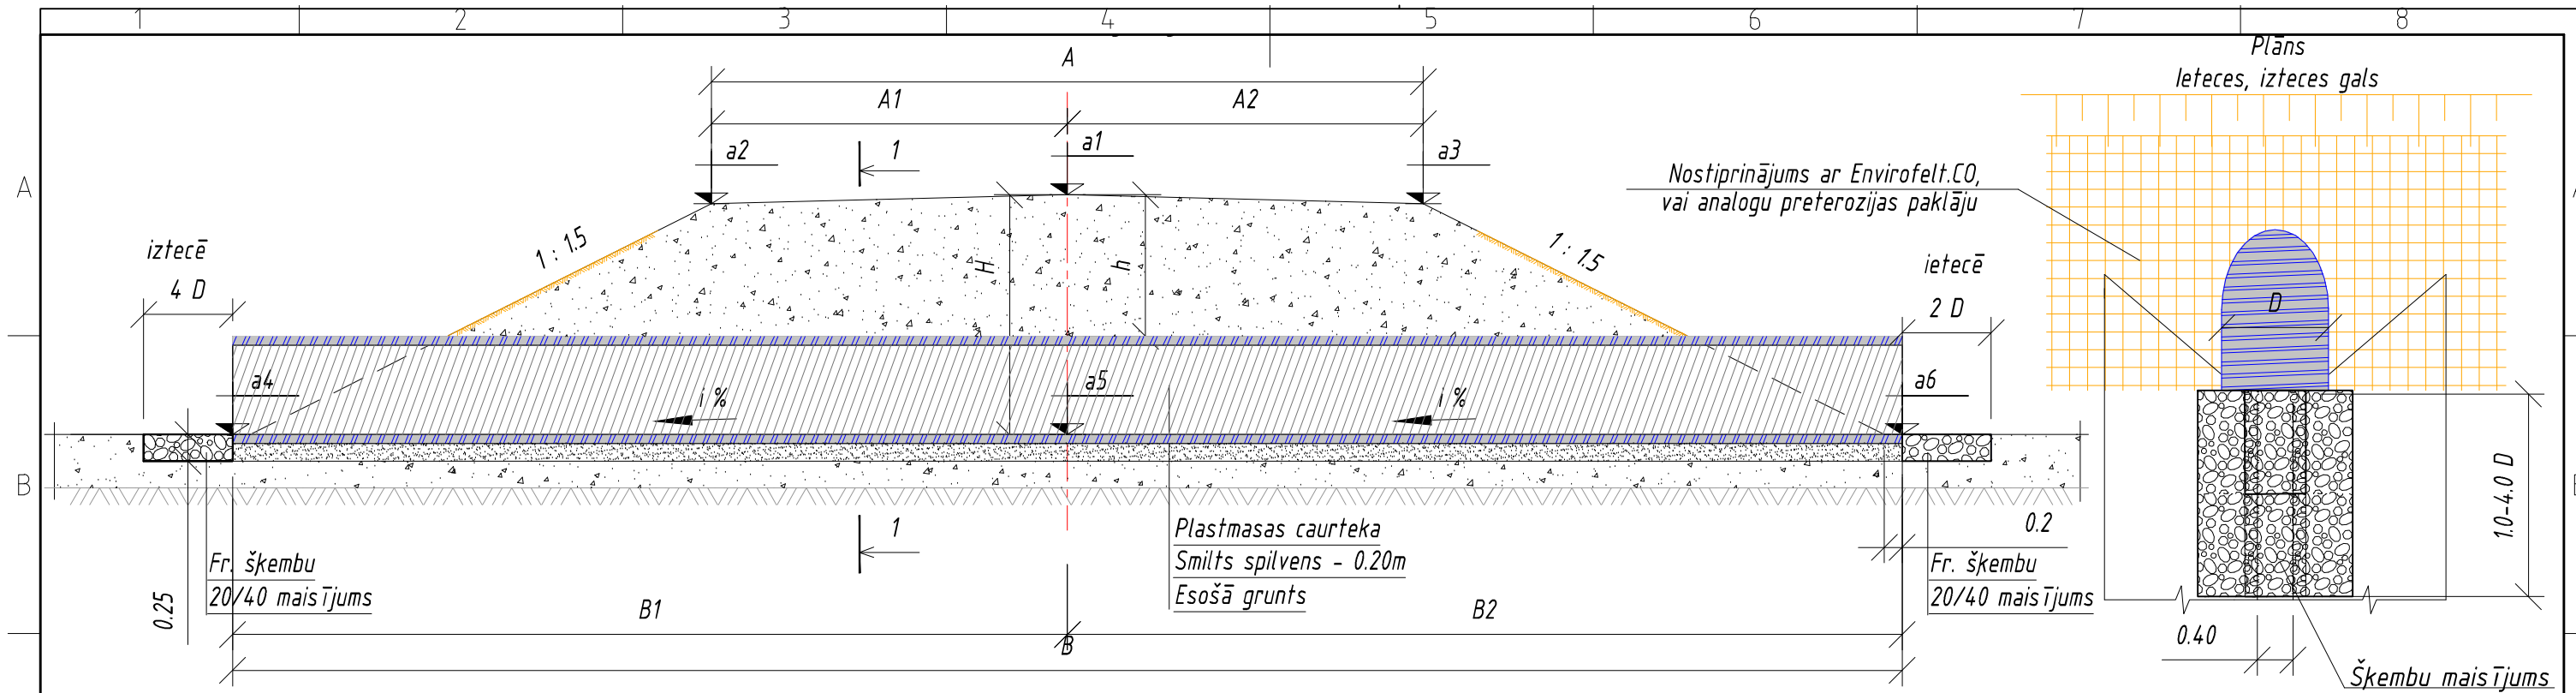 1 2 3 4 5 6 7 8
A
B
A
A1
A2
a2
1
a1
a3
1 : 1.5
1 : 1.5
H
h
iztecē
4 D
ietecē
2 D
a4
i %
a5
i %
a6
1
0.25
Fr. šķembu
20/40 maisījums
Plastmasas caurteka
Smilts spilvens - 0.20m
Esošā grunts
0.2
Fr. šķembu
20/40 maisījums
B1
B2
B
Plāns
Ieteces, izteces gals
Nostiprinājums ar Envirofelt.CO,
vai analogu preterozijas paklāju
D
1.0-4.0 D
0.40
Šķembu maisījums